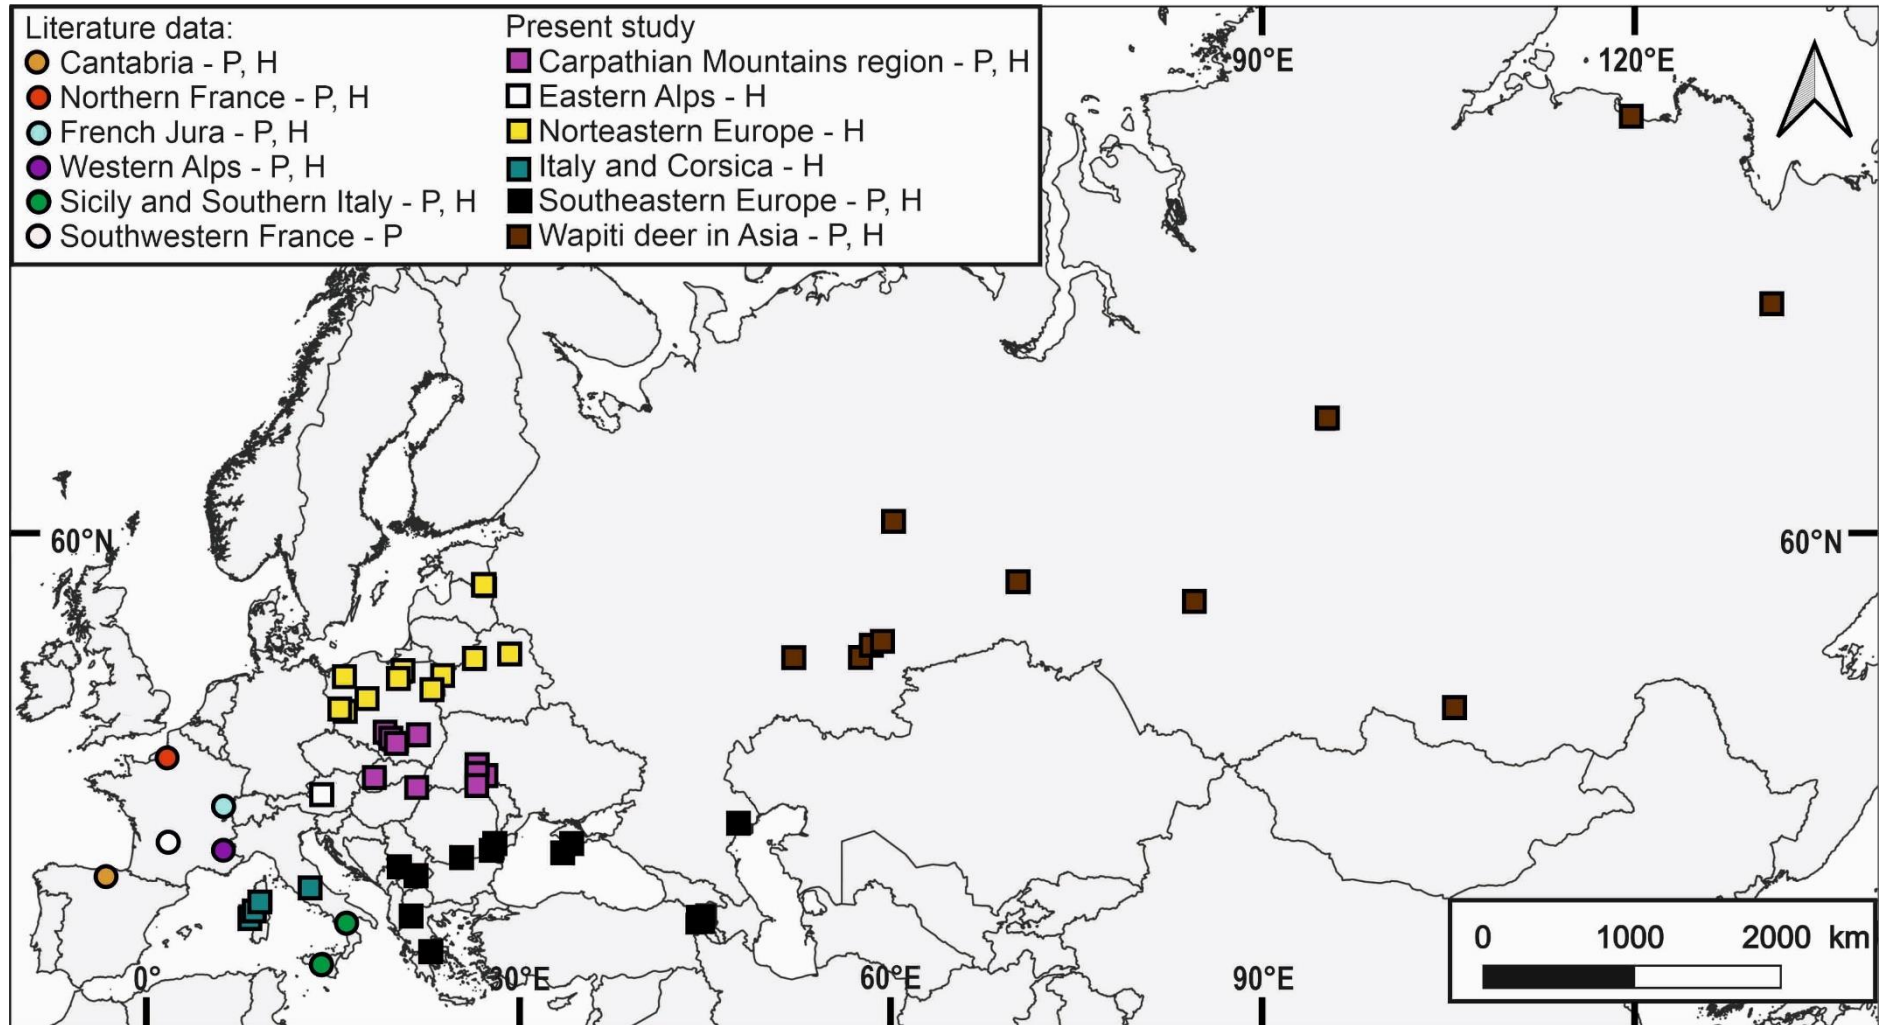 Literature data:
Cantabria - P, H
Northern France - P, H
French Jura - P, H
Western Alps - P, H
Sicily and Southern Italy - P, H
Southwestern France - P
Present study
Carpathian Mountains region - P, H
Eastern Alps - H
Norteastern Europe - H
Italy and Corsica - H
Southeastern Europe - P, H
Wapiti deer in Asia - P, H
90°E
120°E
60°N
60°N
0°
30°E
60°E
90°E
0 1000 2000 km